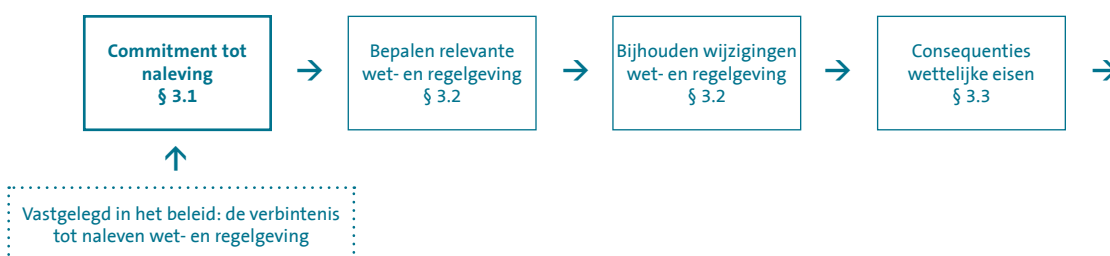 Commitment tot
naleving
§ 3.1
Bepalen relevante
wet- en regelgeving
§ 3.2
Bijhouden wijzigingen
wet- en regelgeving
§ 3.2
Consequenties
wettelijke eisen
§ 3.3
Vastgelegd in het beleid: de verbintenis
tot naleven wet- en regelgeving